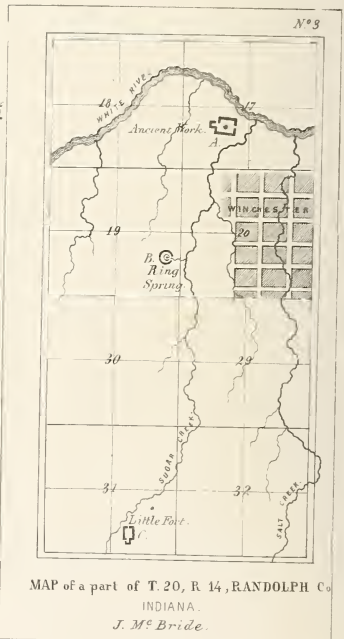 Nº 3
WHITE RIVER.
18
17
Ancient Work.
A.
WINCHESTER
19
20
B.
Ring
Spring
30
29
SUGAR CREEK
31
32
SALT CREEK
Little Fort.
C.
MAP of a part of T. 20, R 14, RANDOLPH Co
INDIANA.
J. McBride.